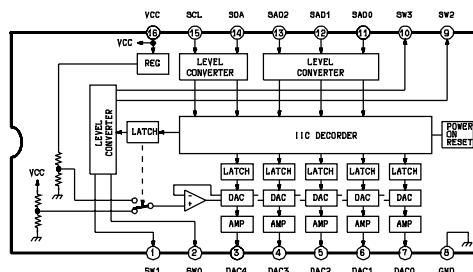 VCC SCL SDA SAD2 SAD1 SAD0 SW3 SW2
16 15 14 13 12 11 10 9
VCC
REG
LEVEL CONVERTER
LEVEL CONVERTER
LEVEL CONVERTER
LATCH
IIC DECORDER
POWER ON RESET
VCC
LATCH LATCH LATCH LATCH LATCH
- +
DAC DAC DAC DAC DAC
AMP AMP AMP AMP AMP
1 2 3 4 5 6 7 8
SW1 SW0 DAC4 DAC3 DAC2 DAC1 DAC0 GND